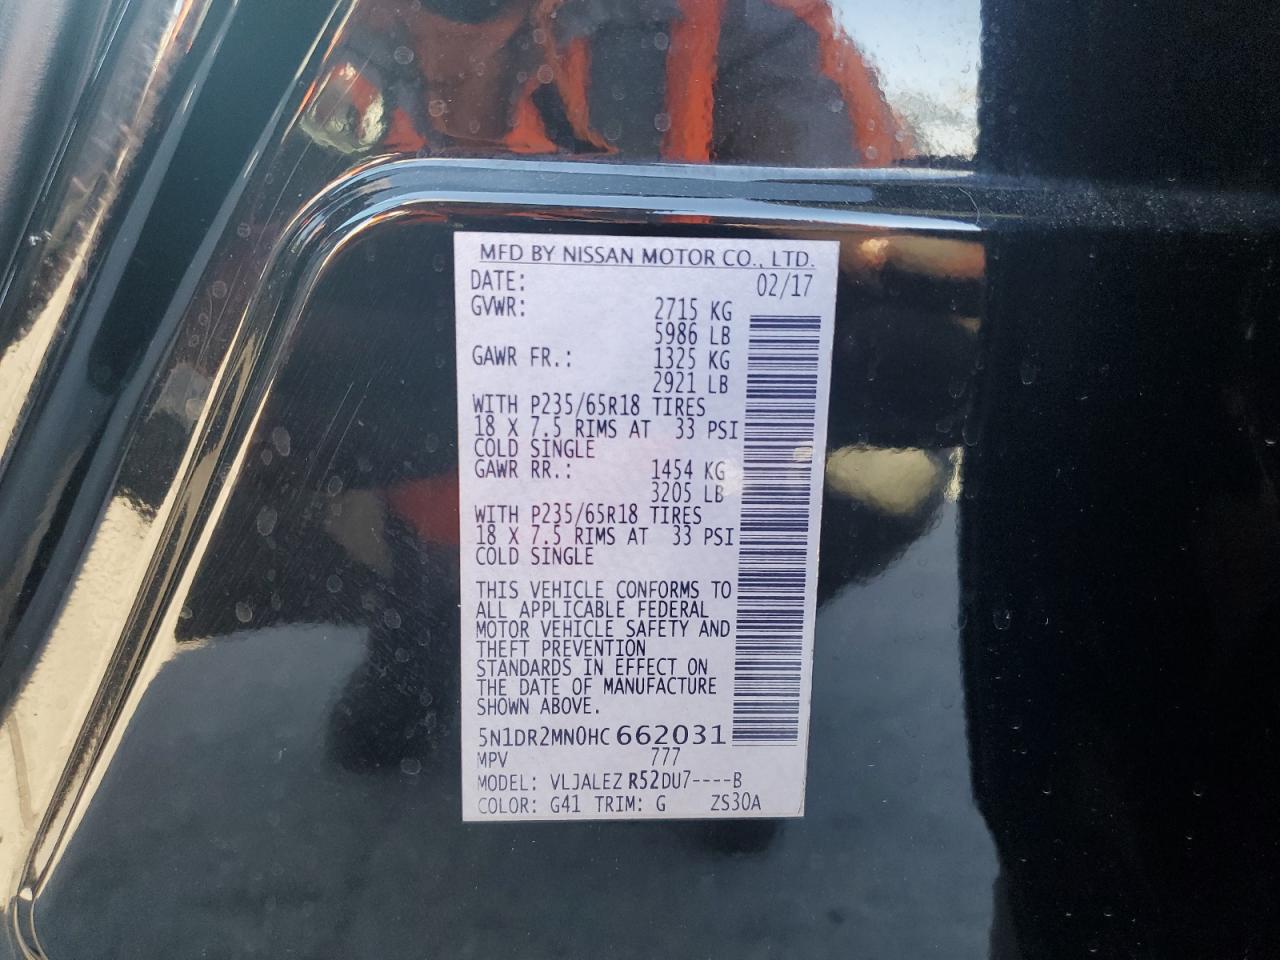 MFD BY NISSAN MOTOR CO., LTD.
DATE: 02/17
GVWR: 2715 KG
5986 LB
GAWR FR.: 1325 KG
2921 LB
WITH P235/65R18 TIRES
18 X 7.5 RIMS AT 33 PSI
COLD SINGLE
GAWR RR.: 1454 KG
3205 LB
WITH P235/65R18 TIRES
18 X 7.5 RIMS AT 33 PSI
COLD SINGLE
THIS VEHICLE CONFORMS TO
ALL APPLICABLE FEDERAL
MOTOR VEHICLE SAFETY AND
THEFT PREVENTION
STANDARDS IN EFFECT ON
THE DATE OF MANUFACTURE
SHOWN ABOVE.
5N1DR2MN0HC662031
MPV 777
MODEL: VLJALEZ R52DU7----B
COLOR: G41 TRIM: G ZS30A